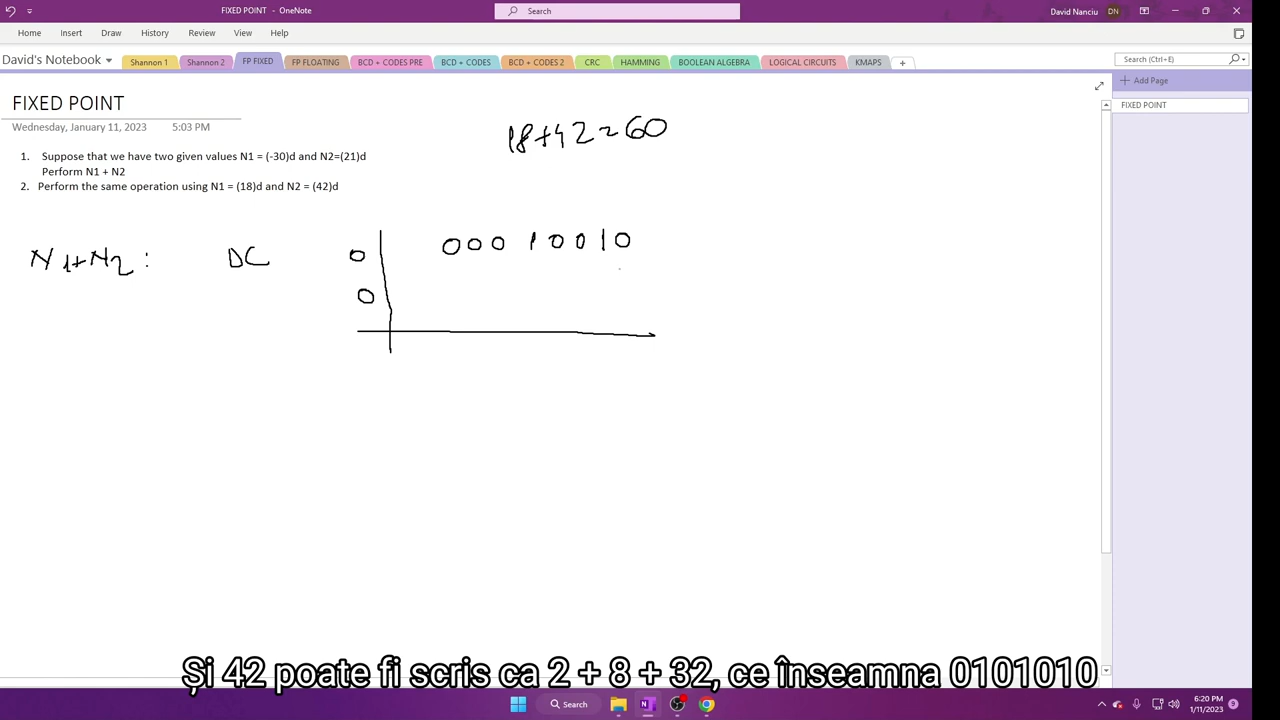 FIXED POINT - OneNote
Search
David Nanciu DN
Home Insert Draw History Review View Help
David's Notebook
Shannon 1 Shannon 2 FP FIXED FP FLOATING BCD + CODES PRE BCD + CODES BCD + CODES 2 CRC HAMMING BOOLEAN ALGEBRA LOGICAL CIRCUITS KMAPS
Search (Ctrl+E)
Add Page
FIXED POINT
FIXED POINT
Wednesday, January 11, 2023 5:03 PM
18+42=60
1. Suppose that we have two given values N1 = (-30)d and N2=(21)d
Perform N1 + N2
2. Perform the same operation using N1 = (18)d and N2 = (42)d
N1+N2: DC 0 000 10010
0
Și 42 poate fi scris ca 2 + 8 + 32, ce înseamna 0101010
Search
6:20 PM
1/11/2023
3